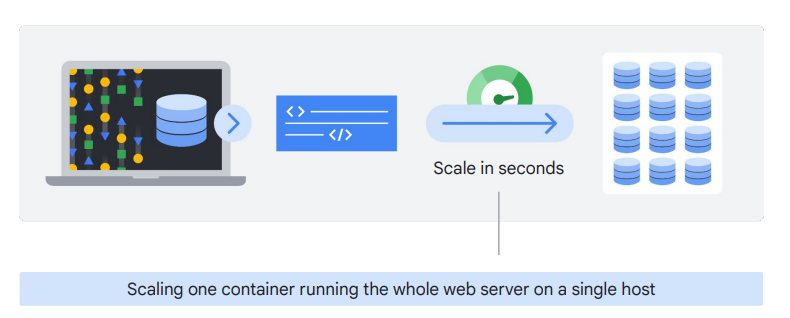 <>
</>
Scale in seconds
Scaling one container running the whole web server on a single host